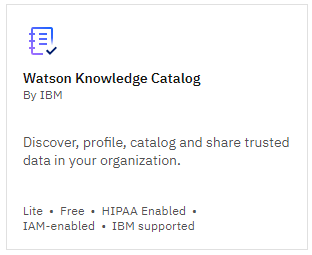 Watson Knowledge Catalog
By IBM
Discover, profile, catalog and share trusted
data in your organization.
Lite • Free • HIPAA Enabled •
IAM-enabled • IBM supported